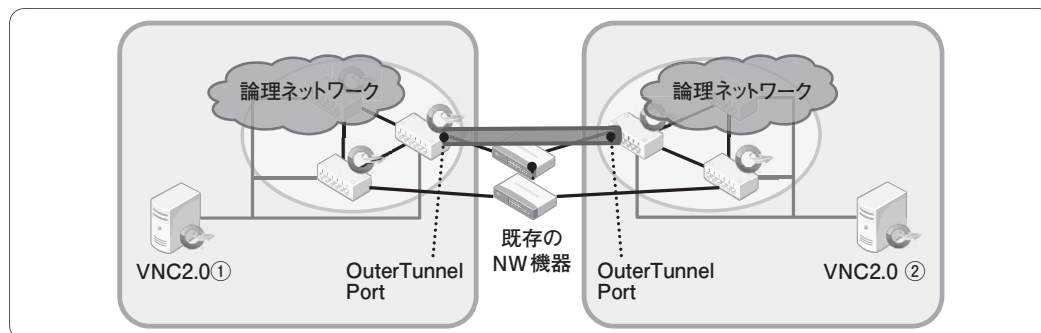 論理ネットワーク
論理ネットワーク
既存の
NW機器
VNC2.0①
OuterTunnel
Port
OuterTunnel
Port
VNC2.0 ②